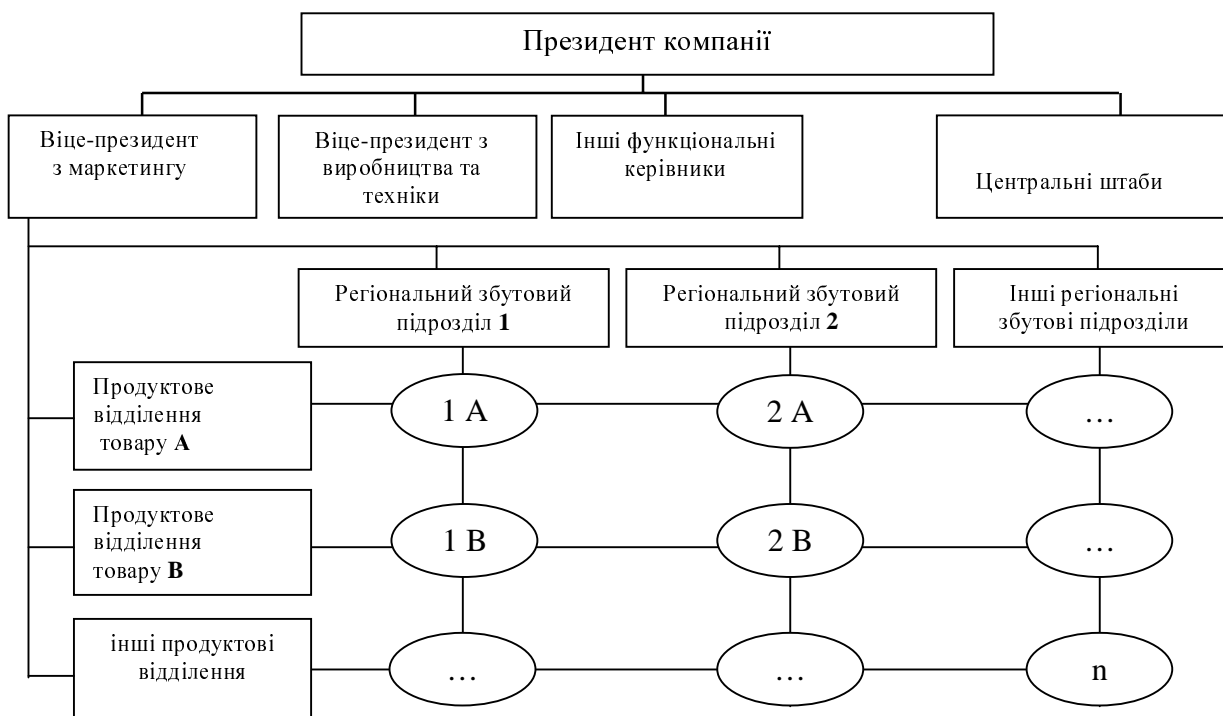 Президент компанії
Віце-президент
з маркетингу
Віце-президент з
виробництва та
техніки
Інші функціональні
керівники
Центральні штаби
Регіональний збутовий
підрозділ 1
Регіональний збутовий
підрозділ 2
Інші регіональні
збутові підрозділи
Продуктове
відділення
товару А
1 А
2 А
...
Продуктове
відділення
товару В
1 В
2 В
...
інші продуктові
відділення
...
...
n